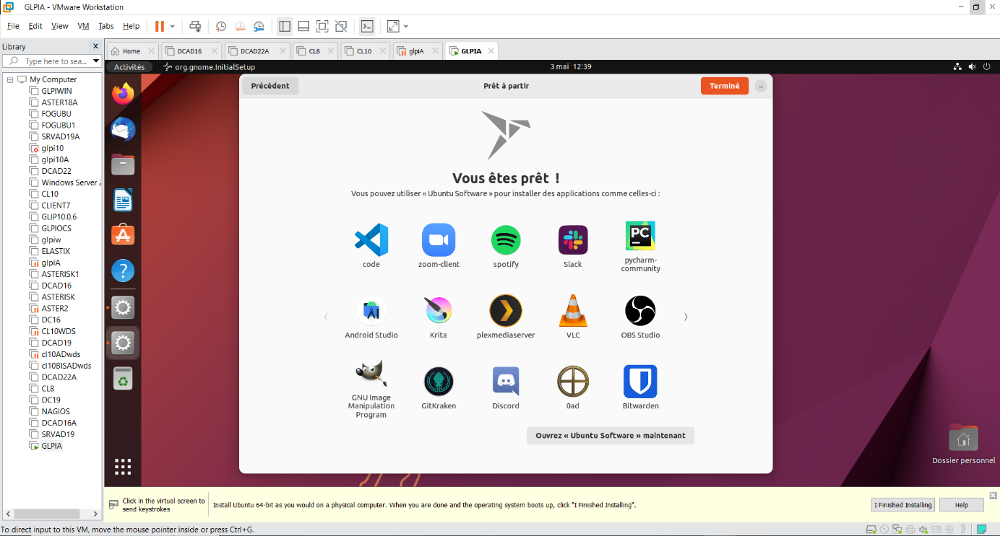 GLPIA - VMware Workstation
File Edit View VM Tabs Help
Library
Type here to sea...
My Computer
GLPIWIN
ASTER18A
FOGUBU
FOGUBU1
SRVAD19A
glpi10
glpi10A
DCAD22
Windows Server 2
CL10
CLIENT7
GLIP10.0.6
GLPIOCS
glpiw
ELASTIX
glpiA
ASTERISK1
DCAD16
ASTERISK
ASTER2
DC16
CL10WDS
DCAD19
cl10ADwds
cl10BISADwds
DCAD22A
CL8
DC19
NAGIOS
DCAD16A
SRVAD19
GLPIA
Home DCAD16 DCAD22A CL8 CL10 glpiA GLPIA
Activités org.gnome.InitialSetup 3 mai 12:39
Précédent Prêt à partir Terminé
Vous êtes prêt !
Vous pouvez utiliser « Ubuntu Software » pour installer des applications comme celles-ci :
code zoom-client spotify Slack
PC
pycharm-
community
Android Studio Krita plexmediaserver VLC OBS Studio
GNU Image
Manipulation
Program
GitKraken Discord 0ad Bitwarden
Ouvrez « Ubuntu Software » maintenant
Dossier personnel
Click in the virtual screen to
send keystrokes
Install Ubuntu 64-bit as you would on a physical computer. When you are done and the operating system boots up, click "I Finished Installing".
I Finished Installing Help
To direct input to this VM, move the mouse pointer inside or press Ctrl+G.